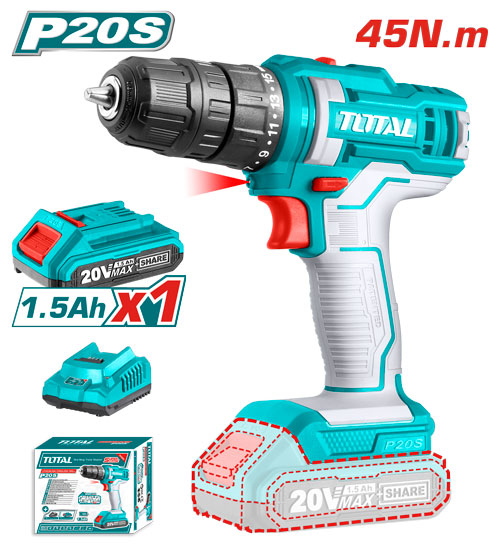 P20S
45N.m
TOTAL
7 9 11 13 15
1.5Ah
20V MAX SHARE
1.5Ah x1
P20S
1.5Ah
20V MAX SHARE
TOTAL
P20S